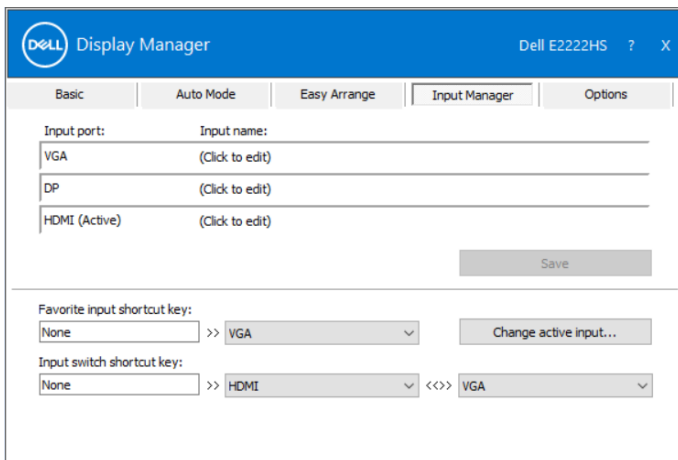 DELL Display Manager Dell E2222HS ? X
Basic Auto Mode Easy Arrange Input Manager Options
Input port: Input name:
VGA (Click to edit)
DP (Click to edit)
HDMI (Active) (Click to edit)
Save
Favorite input shortcut key:
None >> VGA Change active input...
Input switch shortcut key:
None >> HDMI <<>> VGA